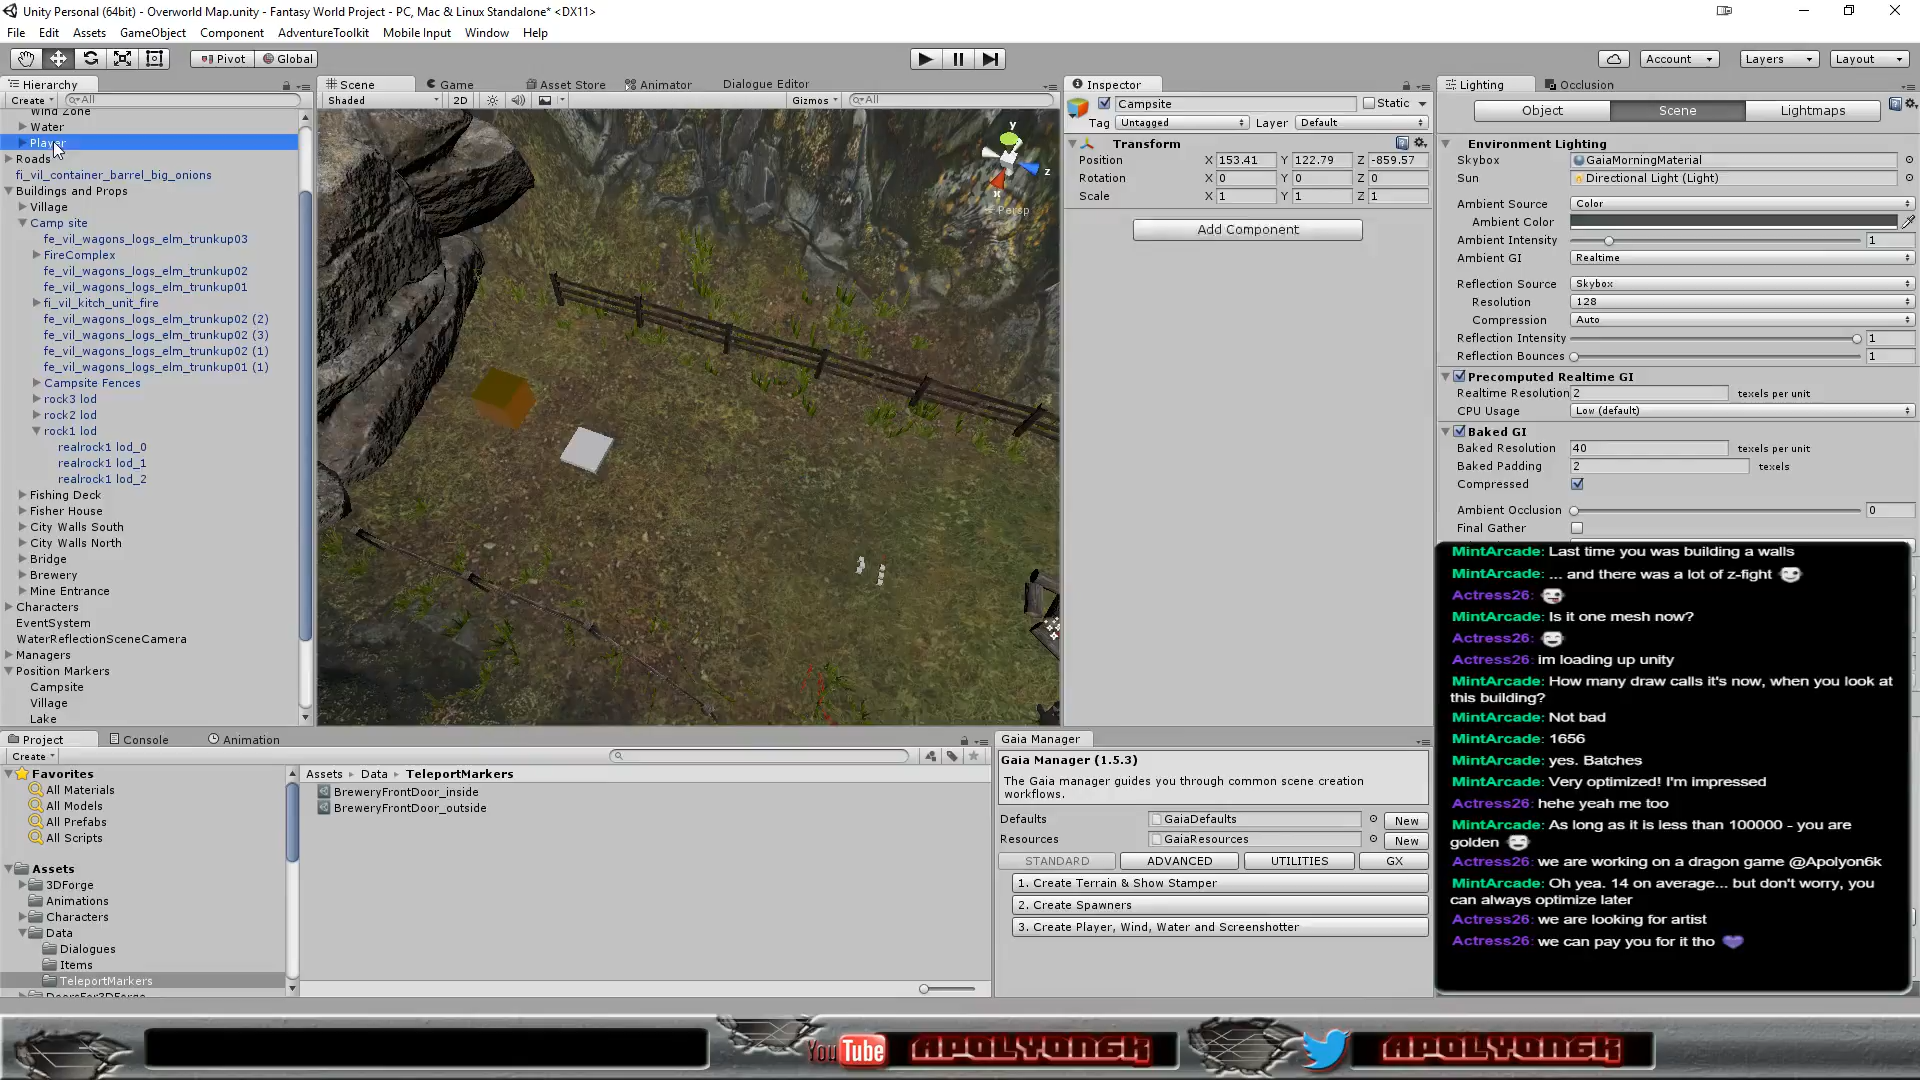 Unity Personal (64bit) - Overworld Map.unity - Fantasy World Project - PC, Mac & Linux Standalone* <DX11>
File Edit Assets GameObject Component AdventureToolkit Mobile Input Window Help
Pivot Global Account Layers Layout
Hierarchy
Create All
Wind Zone
Water
Player
Roads
fi_vil_container_barrel_big_onions
Buildings and Props
Village
Camp site
fe_vil_wagons_logs_elm_trunkup03
FireComplex
fe_vil_wagons_logs_elm_trunkup02
fe_vil_wagons_logs_elm_trunkup01
fi_vil_kitch_unit_fire
fe_vil_wagons_logs_elm_trunkup02 (2)
fe_vil_wagons_logs_elm_trunkup02 (3)
fe_vil_wagons_logs_elm_trunkup02 (1)
fe_vil_wagons_logs_elm_trunkup01 (1)
Campsite Fences
rock3 lod
rock2 lod
rock1 lod
realrock1 lod_0
realrock1 lod_1
realrock1 lod_2
Fishing Deck
Fisher House
City Walls South
City Walls North
Bridge
Brewery
Mine Entrance
Characters
EventSystem
WaterReflectionSceneCamera
Managers
Position Markers
Campsite
Village
Lake
Scene Game Asset Store Animator Dialogue Editor
Shaded 2D Gizmos All
y
z
x
Persp
Inspector
Campsite Static
Tag Untagged Layer Default
Transform
Position X 153.41 Y 122.79 Z -859.57
Rotation X 0 Y 0 Z 0
Scale X 1 Y 1 Z 1
Add Component
Lighting Occlusion
Object Scene Lightmaps
Environment Lighting
Skybox GaiaMorningMaterial
Sun Directional Light (Light)
Ambient Source Color
Ambient Color
Ambient Intensity 1
Ambient GI Realtime
Reflection Source Skybox
Resolution 128
Compression Auto
Reflection Intensity 1
Reflection Bounces 1
Precomputed Realtime GI
Realtime Resolution 2 texels per unit
CPU Usage Low (default)
Baked GI
Baked Resolution 40 texels per unit
Baked Padding 2 texels
Compressed
Ambient Occlusion 0
Final Gather
MintArcade: Last time you was building a walls
MintArcade: ... and there was a lot of z-fight
Actress26:
MintArcade: Is it one mesh now?
Actress26:
Actress26: im loading up unity
MintArcade: How many draw calls it's now, when you look at
this building?
MintArcade: Not bad
MintArcade: 1656
MintArcade: yes. Batches
MintArcade: Very optimized! I'm impressed
Actress26: hehe yeah me too
MintArcade: As long as it is less than 100000 - you are
golden
Actress26: we are working on a dragon game @Apolyon6k
MintArcade: Oh yea. 14 on average... but don't worry, you
can always optimize later
Actress26: we are looking for artist
Actress26: we can pay you for it tho
Project Console Animation
Create
Favorites
All Materials
All Models
All Prefabs
All Scripts
Assets
3DForge
Animations
Characters
Data
Dialogues
Items
TeleportMarkers
DoorsFor3DForge
Assets Data TeleportMarkers
BreweryFrontDoor_inside
BreweryFrontDoor_outside
Gaia Manager
Gaia Manager (1.5.3)
The Gaia manager guides you through common scene creation
workflows.
Defaults GaiaDefaults New
Resources GaiaResources New
STANDARD ADVANCED UTILITIES GX
1. Create Terrain & Show Stamper
2. Create Spawners
3. Create Player, Wind, Water and Screenshotter
YouTube APOLYON6K APOLYON6K